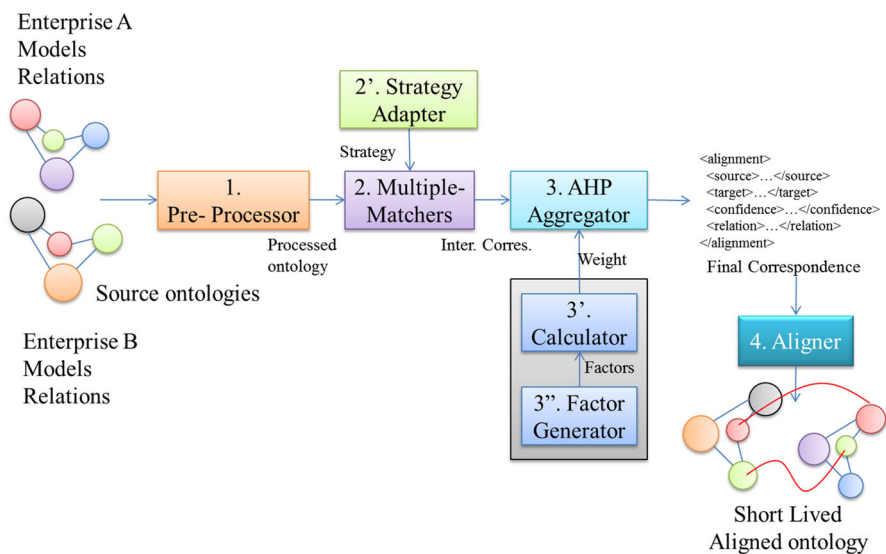 Enterprise A
Models
Relations
2’. Strategy
Adapter
Strategy
1.
Pre- Processor
2. Multiple-
Matchers
3. AHP
Aggregator
<alignment>
<source>…</source>
<target>…</target>
<confidence>…</confidence>
<relation>…</relation>
</alignment>
Processed
ontology
Inter. Corres.
Weight
Final Correspondence
Source ontologies
3’.
Calculator
Factors
3”. Factor
Generator
4. Aligner
Enterprise B
Models
Relations
Short Lived
Aligned ontology